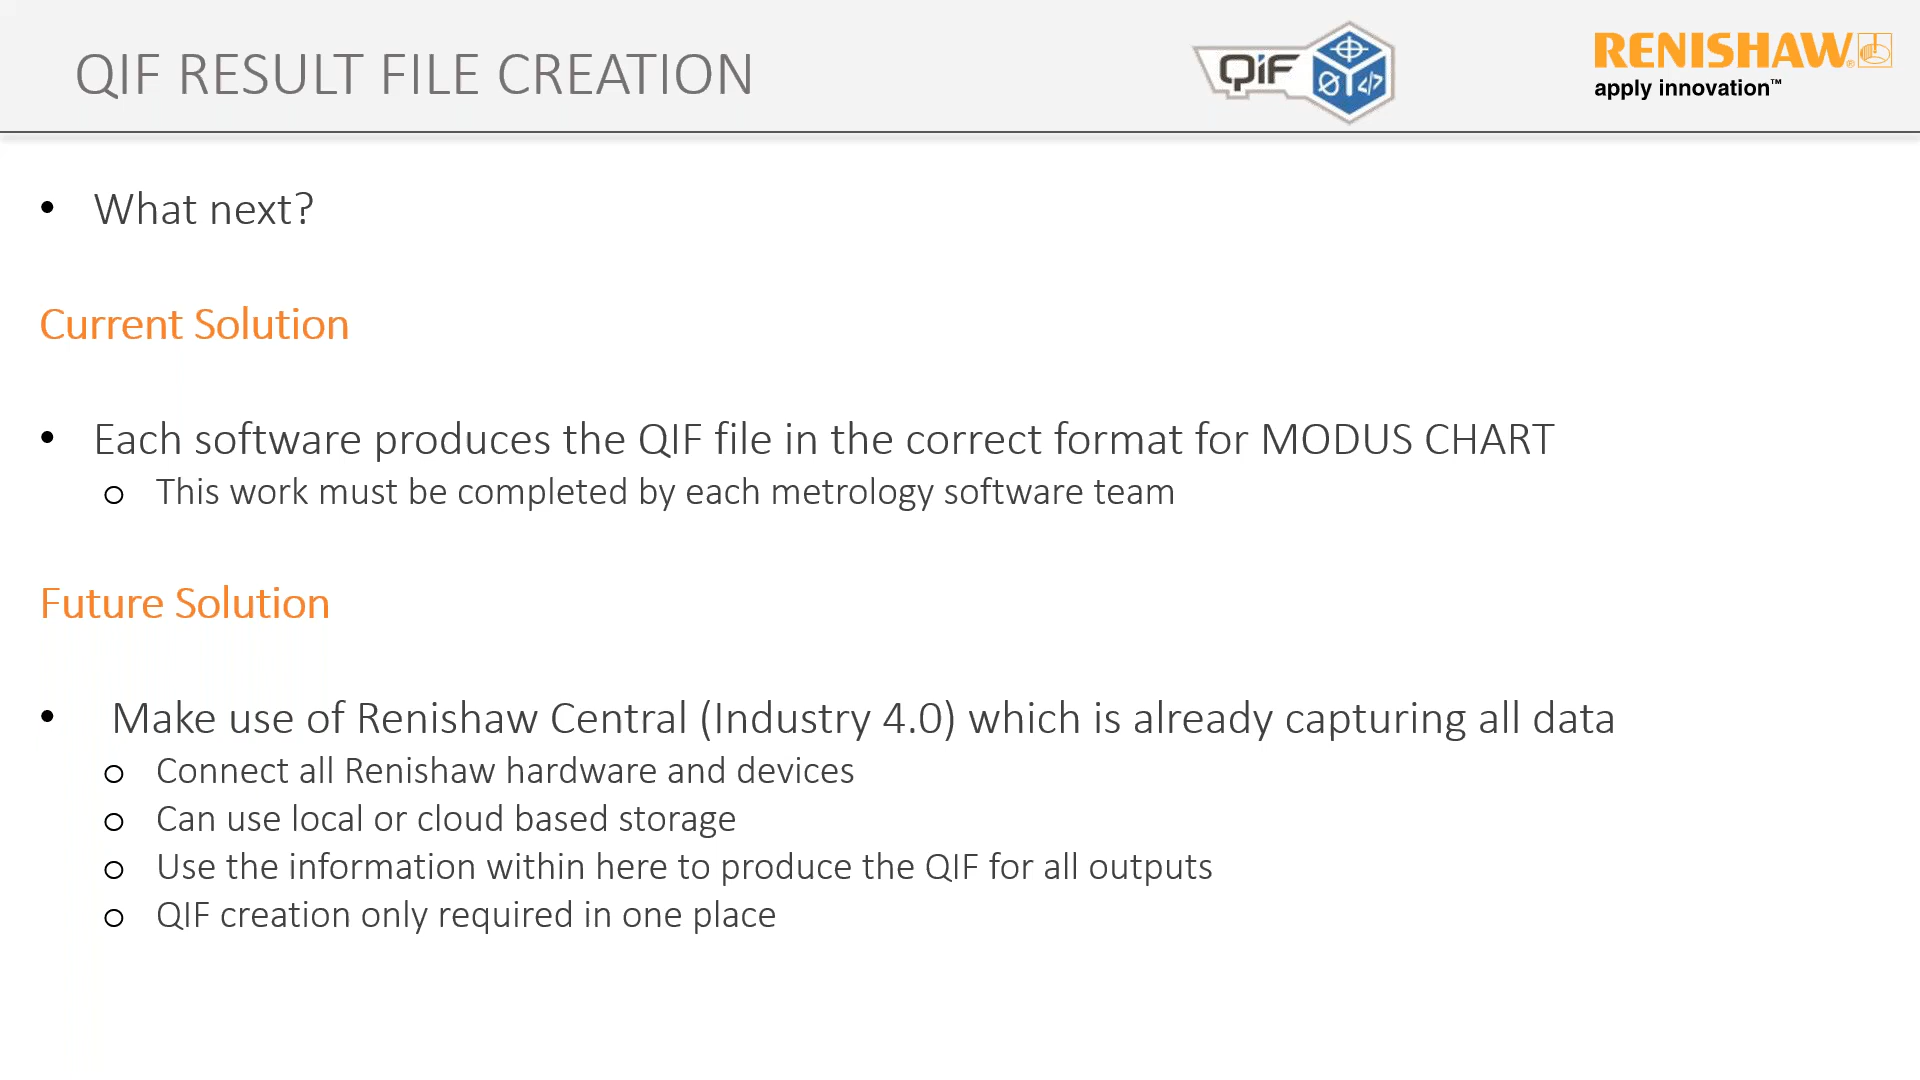 QIF RESULT FILE CREATION
QIF
RENISHAW®
apply innovation™
• What next?
Current Solution
• Each software produces the QIF file in the correct format for MODUS CHART
o This work must be completed by each metrology software team
Future Solution
• Make use of Renishaw Central (Industry 4.0) which is already capturing all data
o Connect all Renishaw hardware and devices
o Can use local or cloud based storage
o Use the information within here to produce the QIF for all outputs
o QIF creation only required in one place